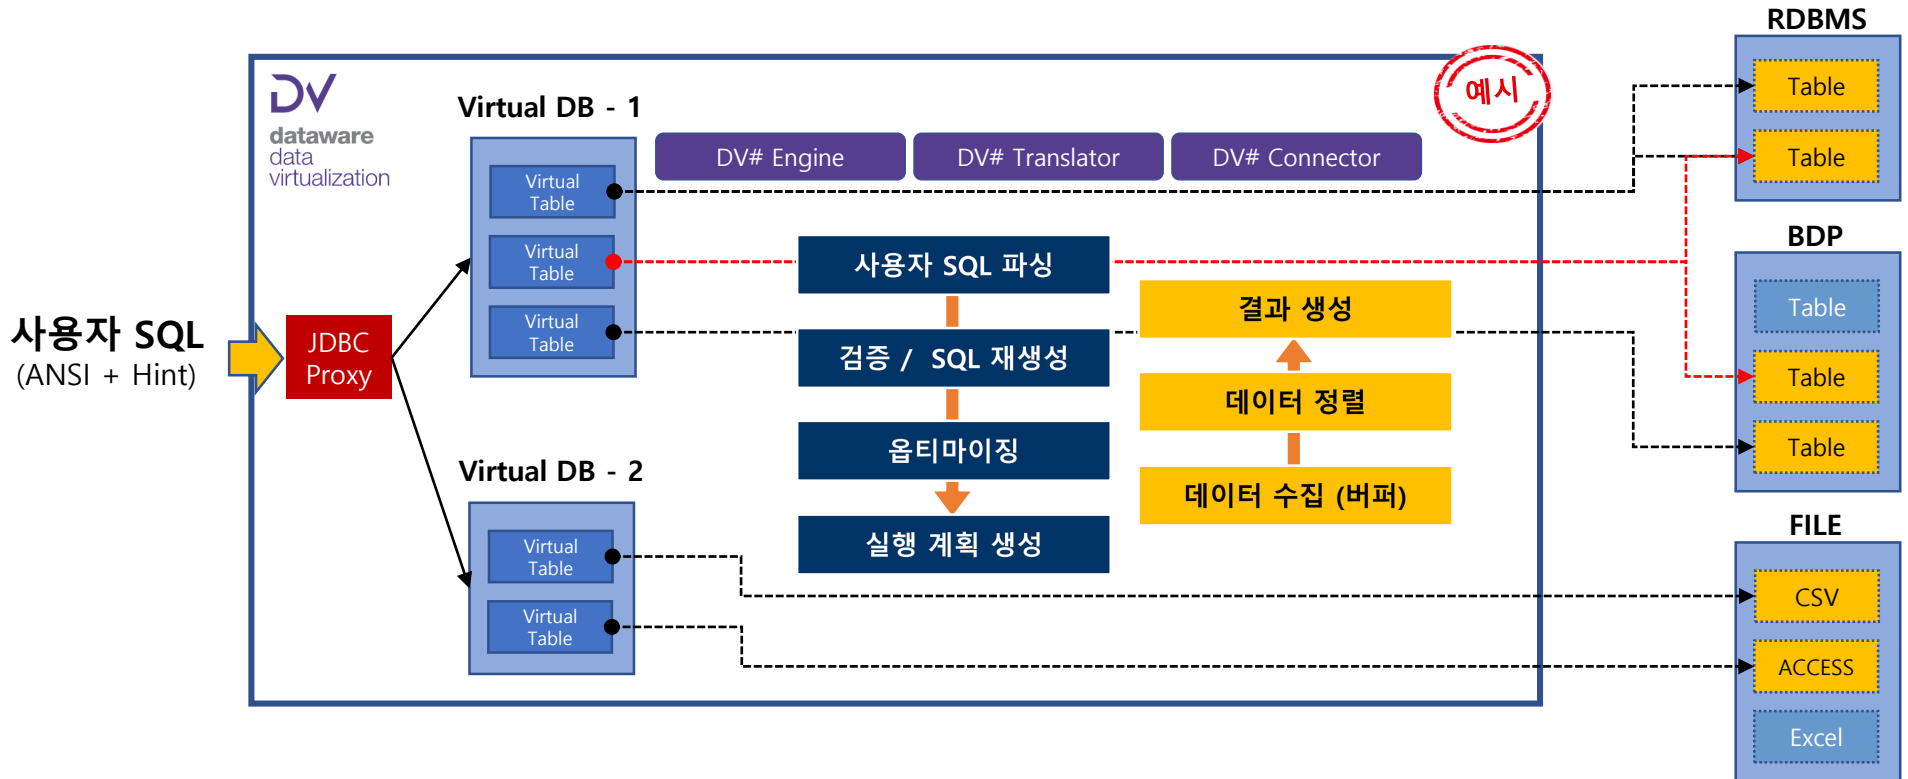 사용자 SQL
(ANSI + Hint)
DV
dataware
data
virtualization
JDBC
Proxy
Virtual DB - 1
Virtual
Table
Virtual
Table
Virtual
Table
Virtual DB - 2
Virtual
Table
Virtual
Table
DV# Engine
DV# Translator
DV# Connector
예시
사용자 SQL 파싱
검증 / SQL 재생성
옵티마이징
실행 계획 생성
결과 생성
데이터 정렬
데이터 수집 (버퍼)
RDBMS
Table
Table
BDP
Table
Table
Table
FILE
CSV
ACCESS
Excel